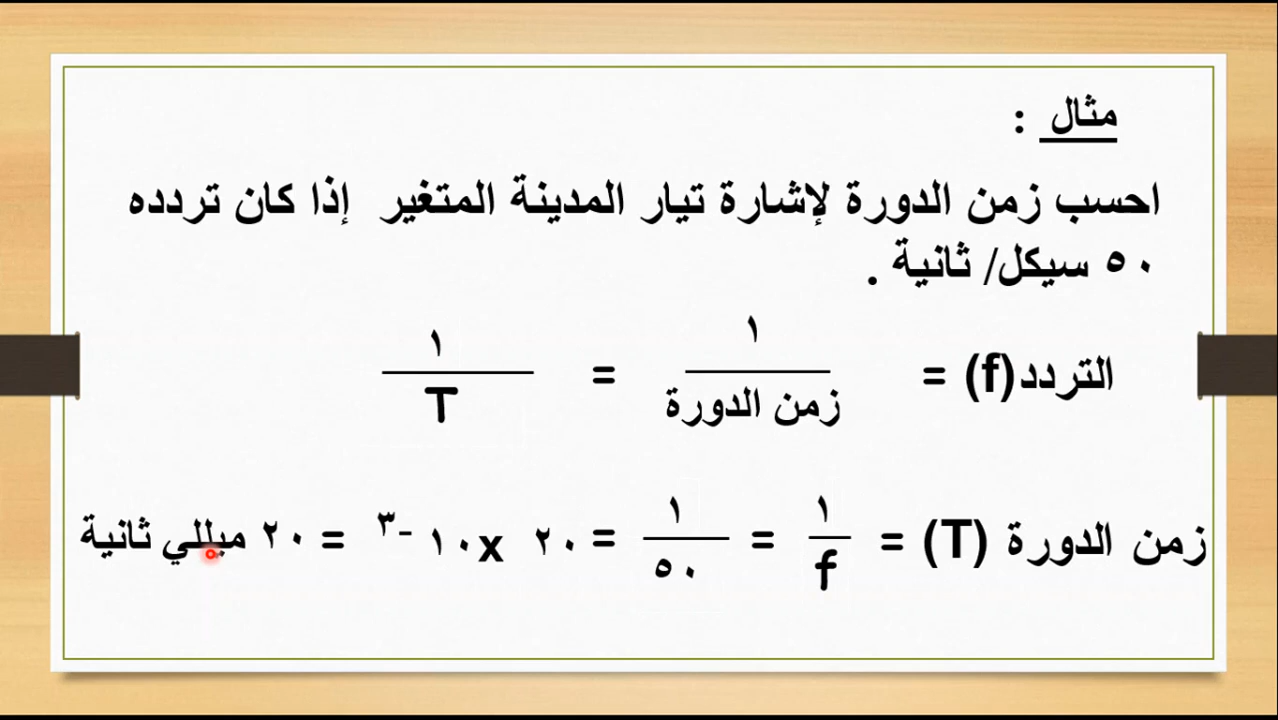 مثال :
احسب زمن الدورة لإشارة تيار المدينة المتغير إذا كان تردده
٥٠ سيكل/ ثانية .
التردد(f) = ١ / زمن الدورة = ١ / T
زمن الدورة (T) = ١ / f = ١ / ٥٠ = ٢٠ x ١٠ -٣ = ٢٠ مبللي ثانية